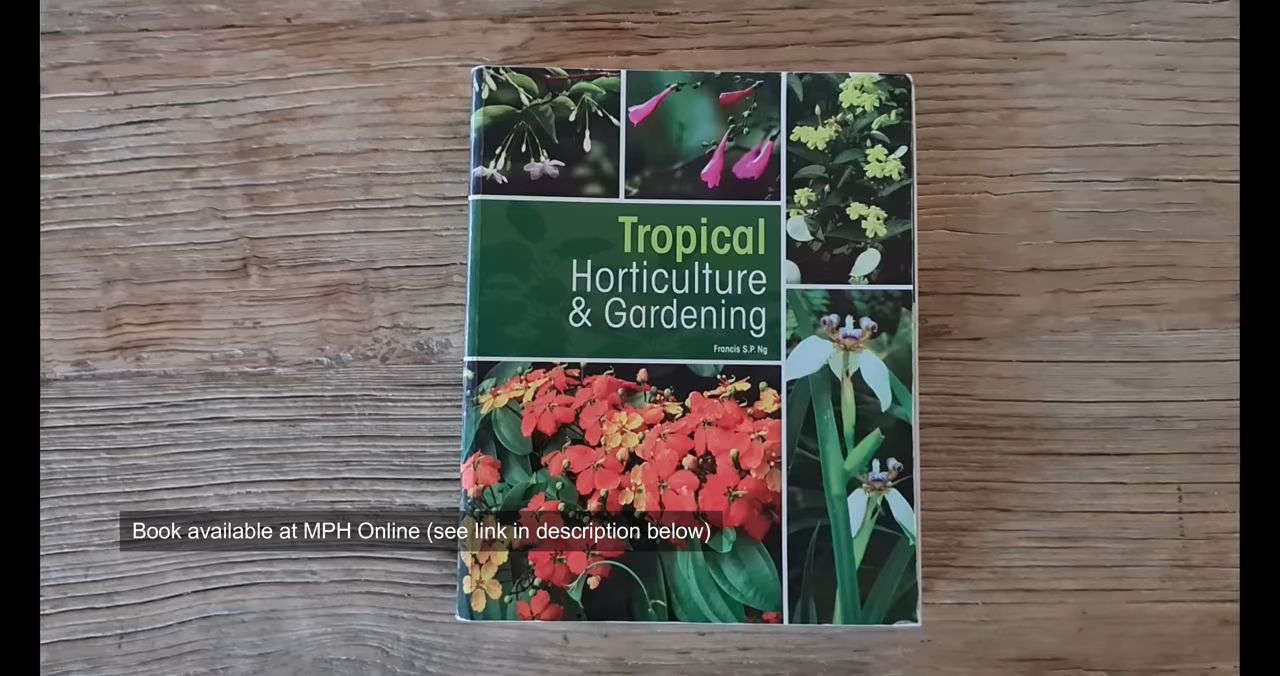 Tropical
Horticulture
& Gardening
Francis S.P. Ng
Book available at MPH Online (see link in description below)